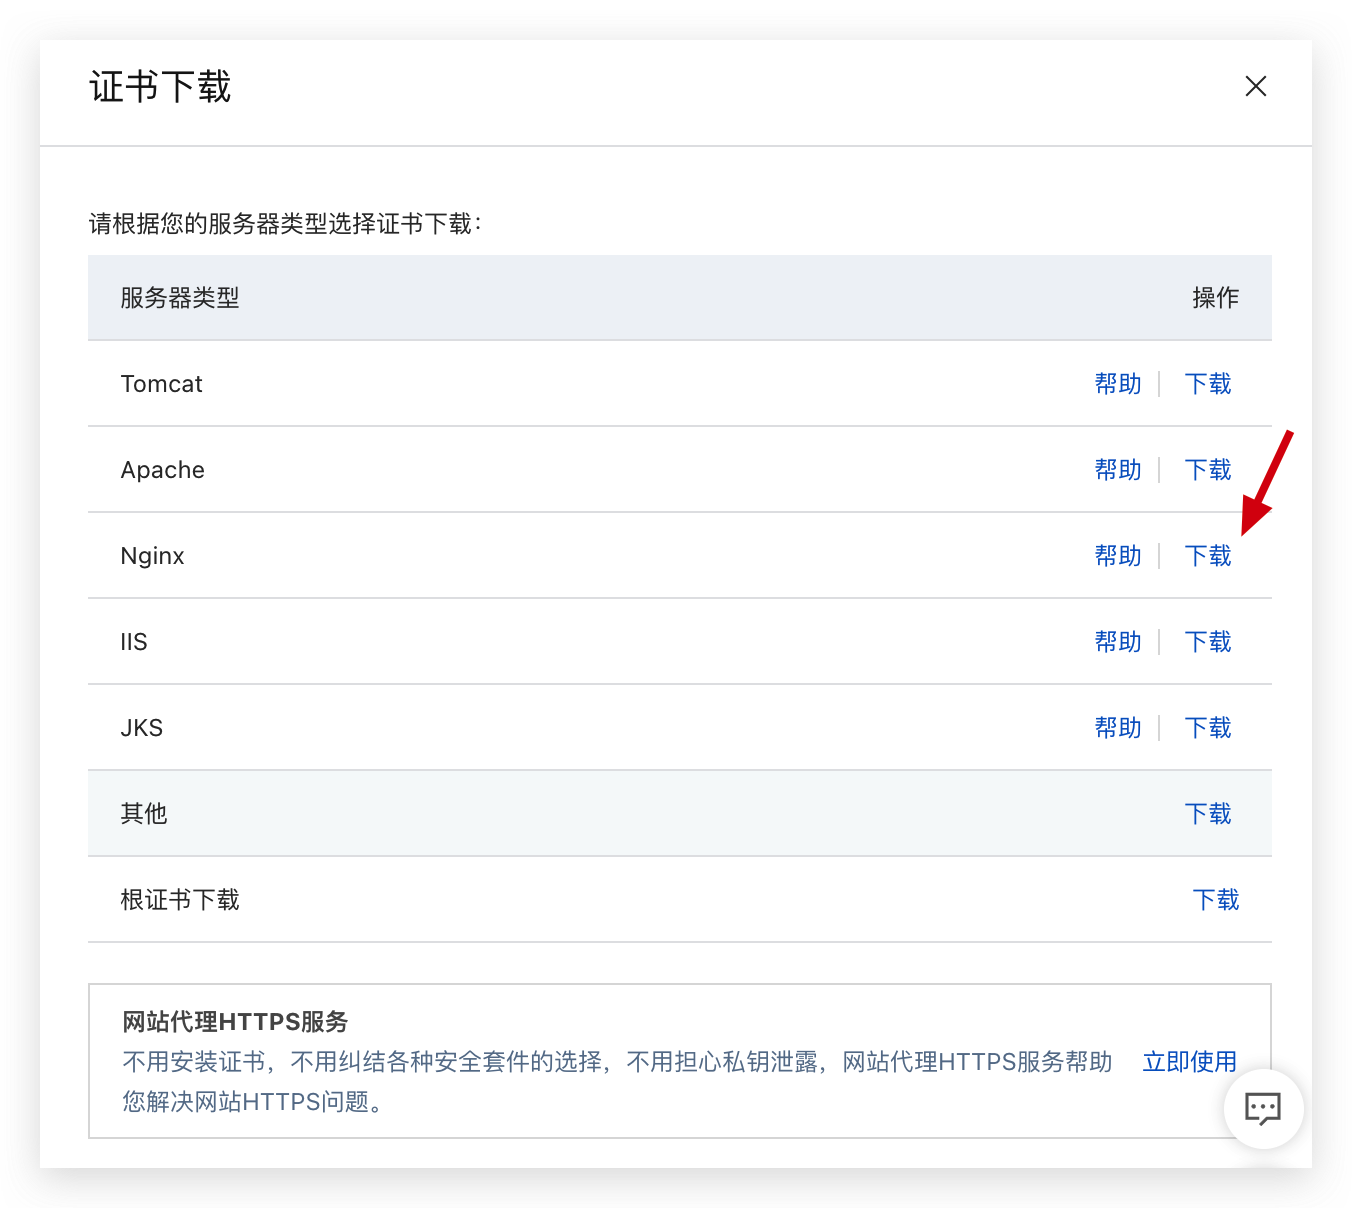 证书下载
请根据您的服务器类型选择证书下载：
服务器类型 操作
Tomcat 帮助 下载
Apache 帮助 下载
Nginx 帮助 下载
IIS 帮助 下载
JKS 帮助 下载
其他 下载
根证书下载 下载
网站代理HTTPS服务
不用安装证书，不用纠结各种安全套件的选择，不用担心私钥泄露，网站代理HTTPS服务帮助 立即使用
您解决网站HTTPS问题。